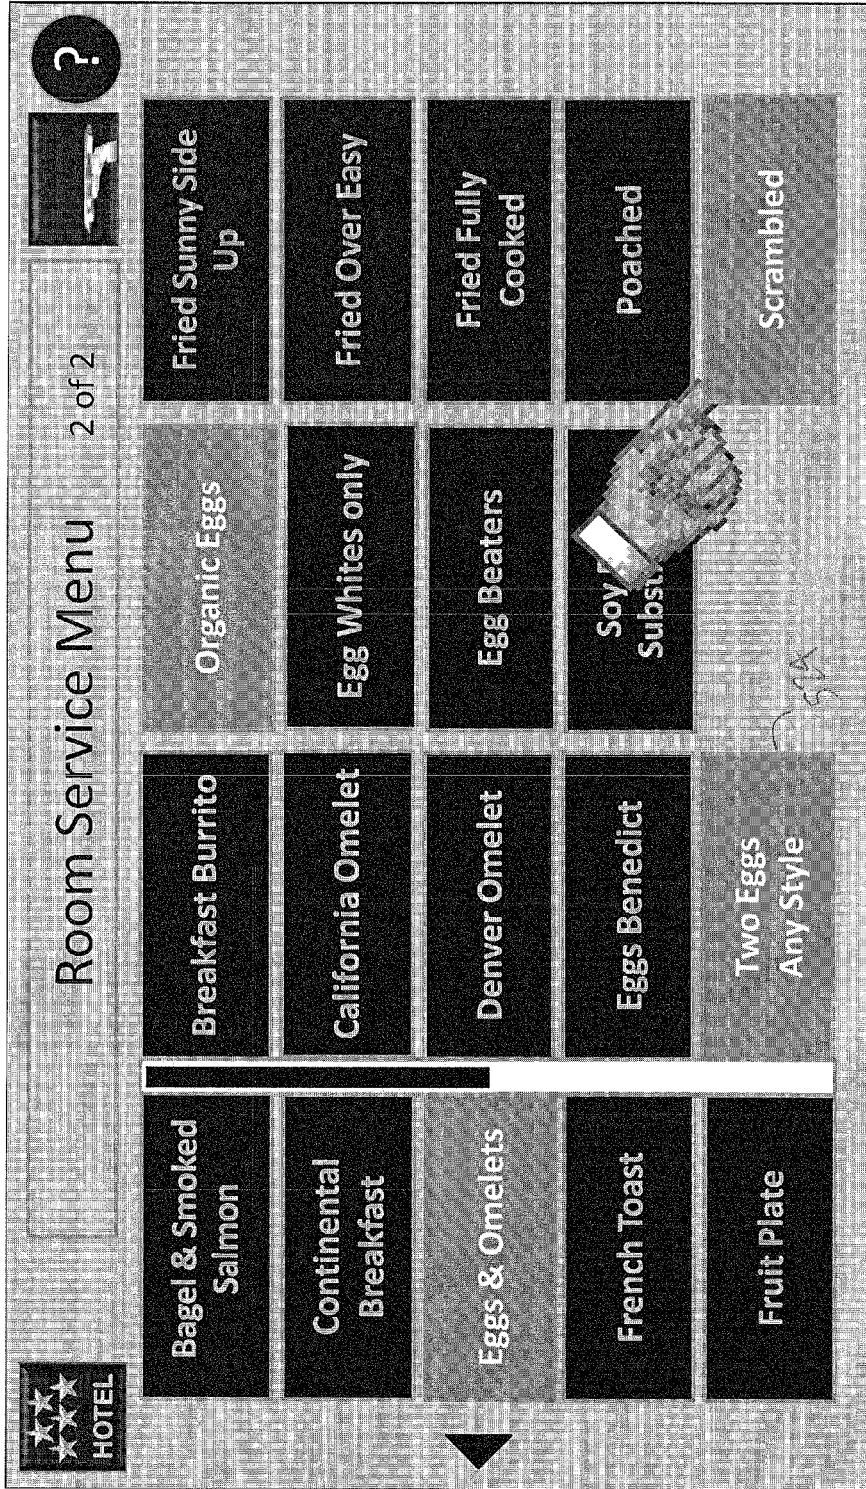 HOTEL
Room Service Menu 2 of 2
?
Bagel & Smoked
Salmon
Continental
Breakfast
Eggs & Omelets
French Toast
Fruit Plate
Breakfast Burrito
California Omelet
Denver Omelet
Eggs Benedict
Two Eggs
Any Style
Organic Eggs
Egg Whites only
Egg Beaters
Soy
Fried Sunny Side
Up
Fried Over Easy
Fried Fully
Cooked
Poached
Scrambled